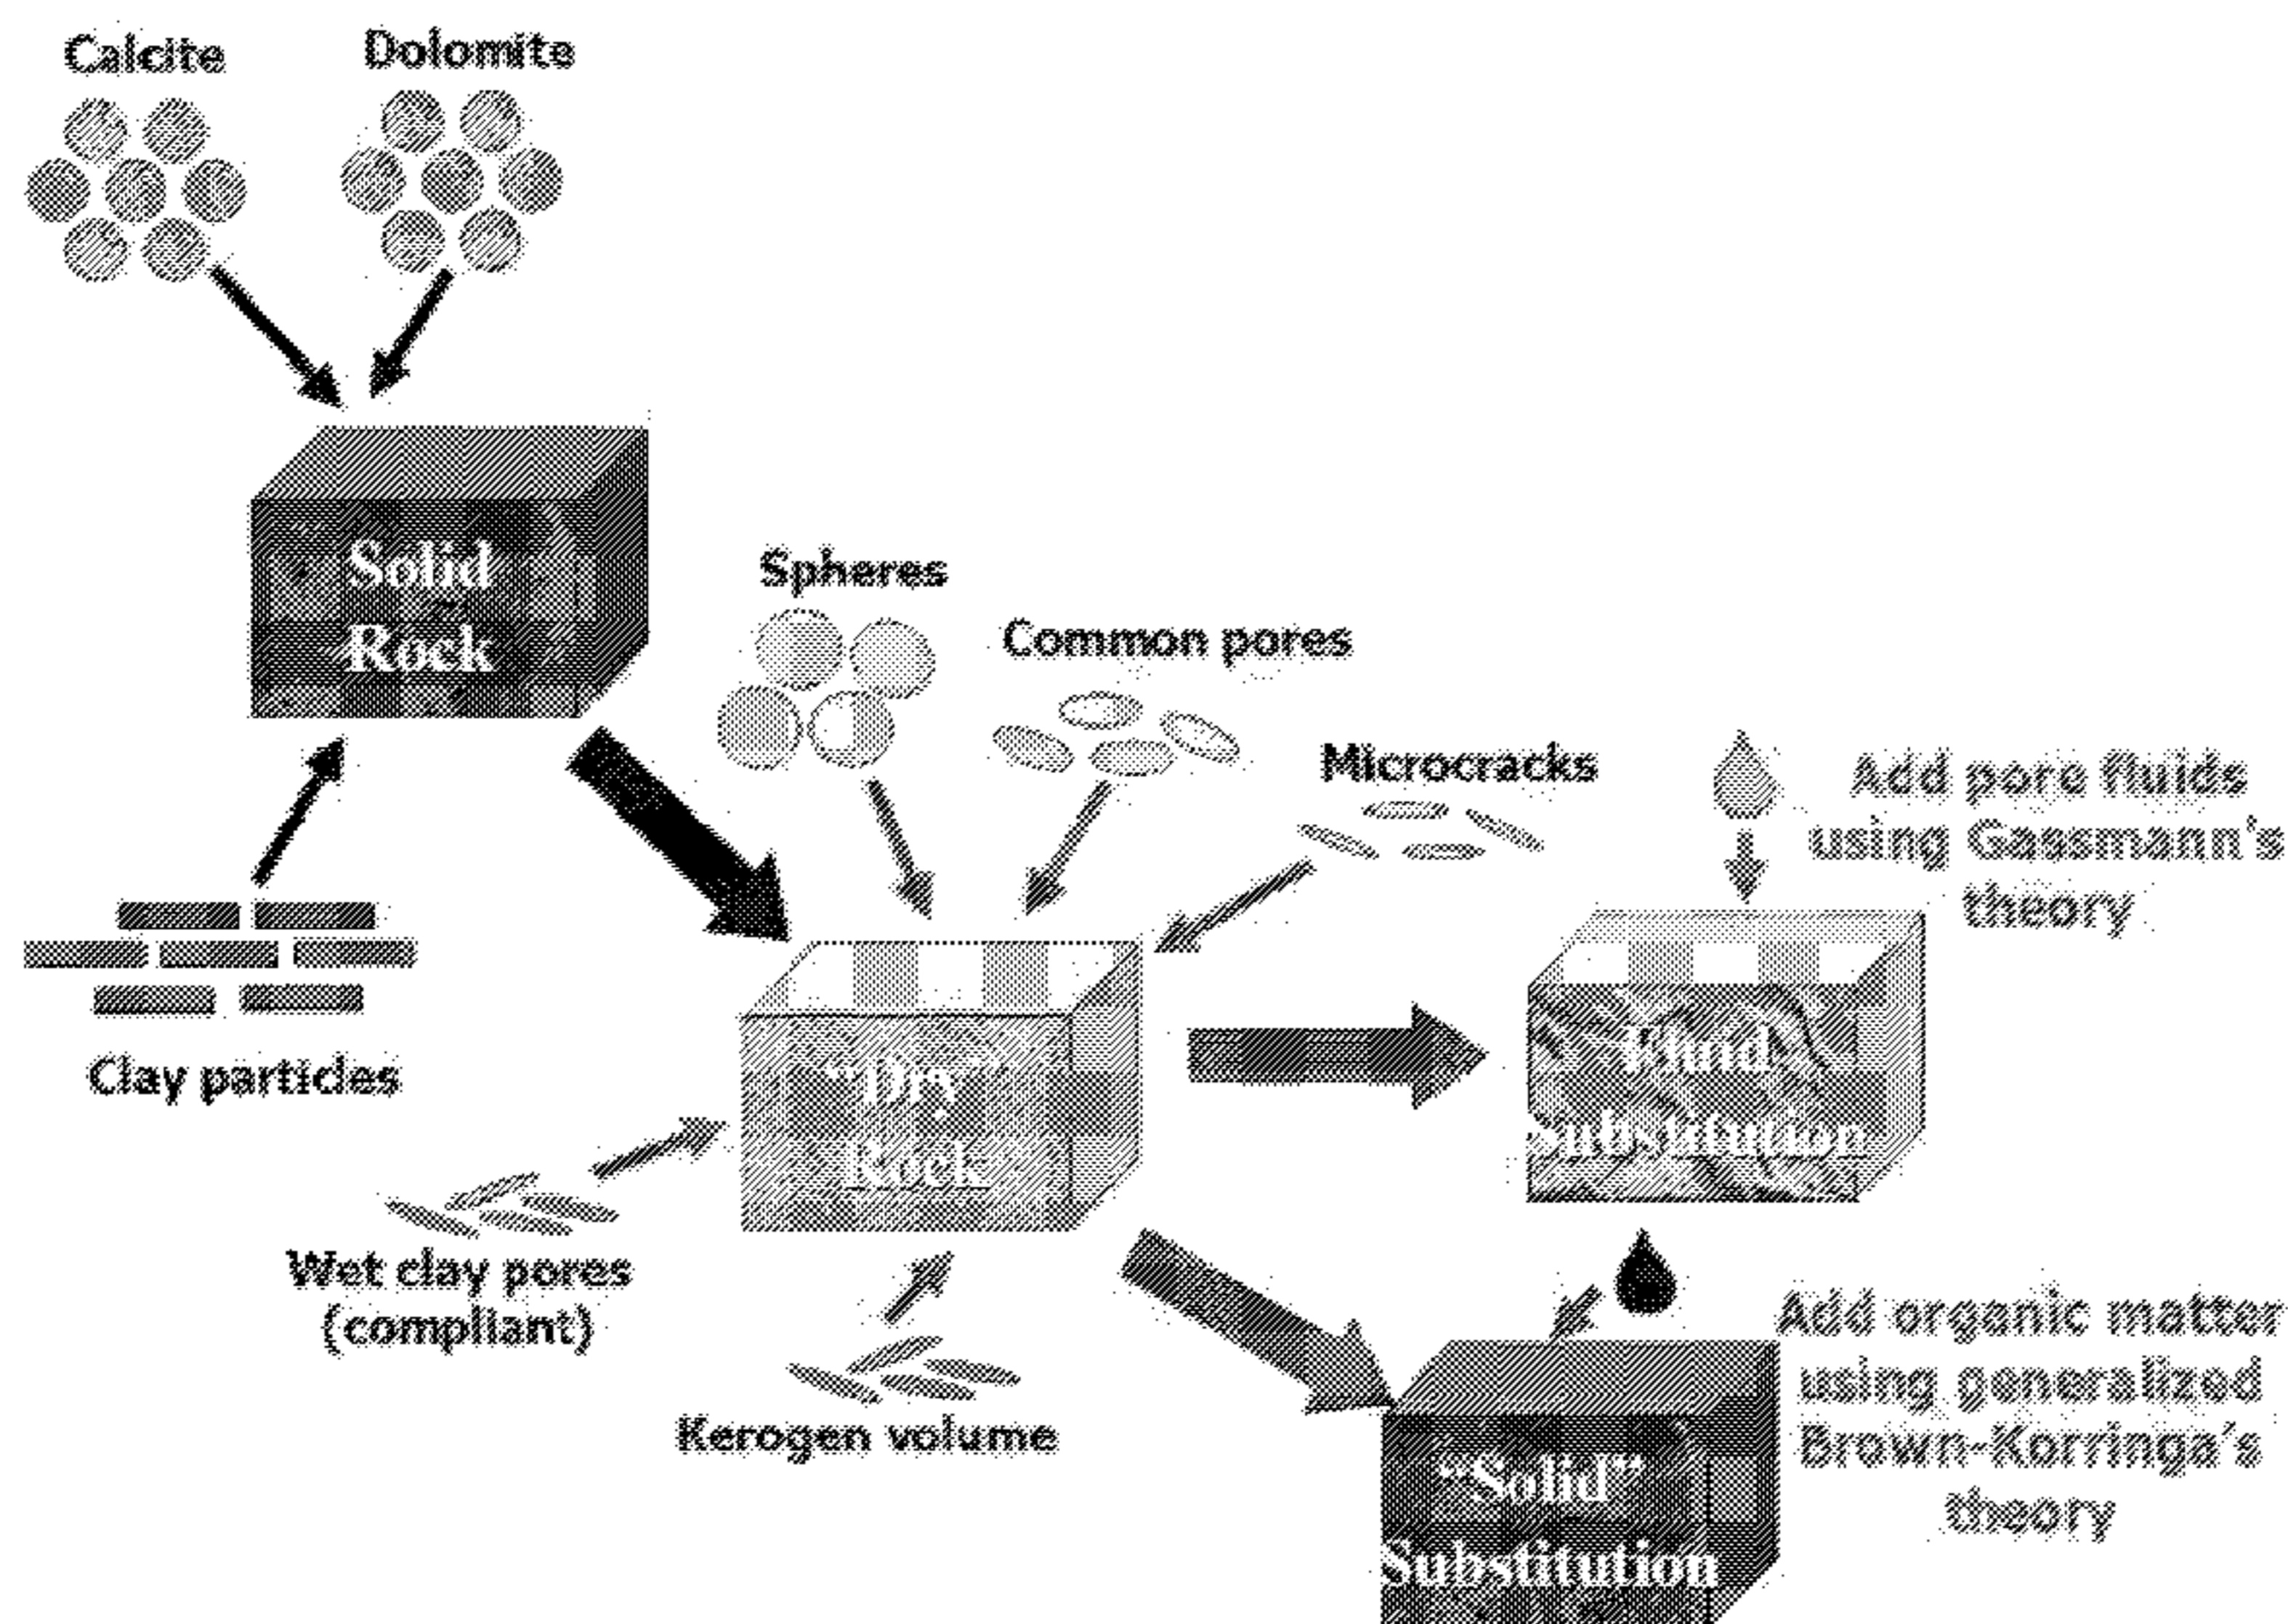 Calcite
Dolomite
Solid
Rock
Spheres
Common pores
Microcracks
Add pore fluids
using Gassmann's
theory
Clay particles
"Dry"
Rock
Fluid
Substitution
Wet clay pores
(compliant)
Kerogen volume
Add organic matter
using generalized
Brown-Korringa's
theory
"Solid"
Substitution